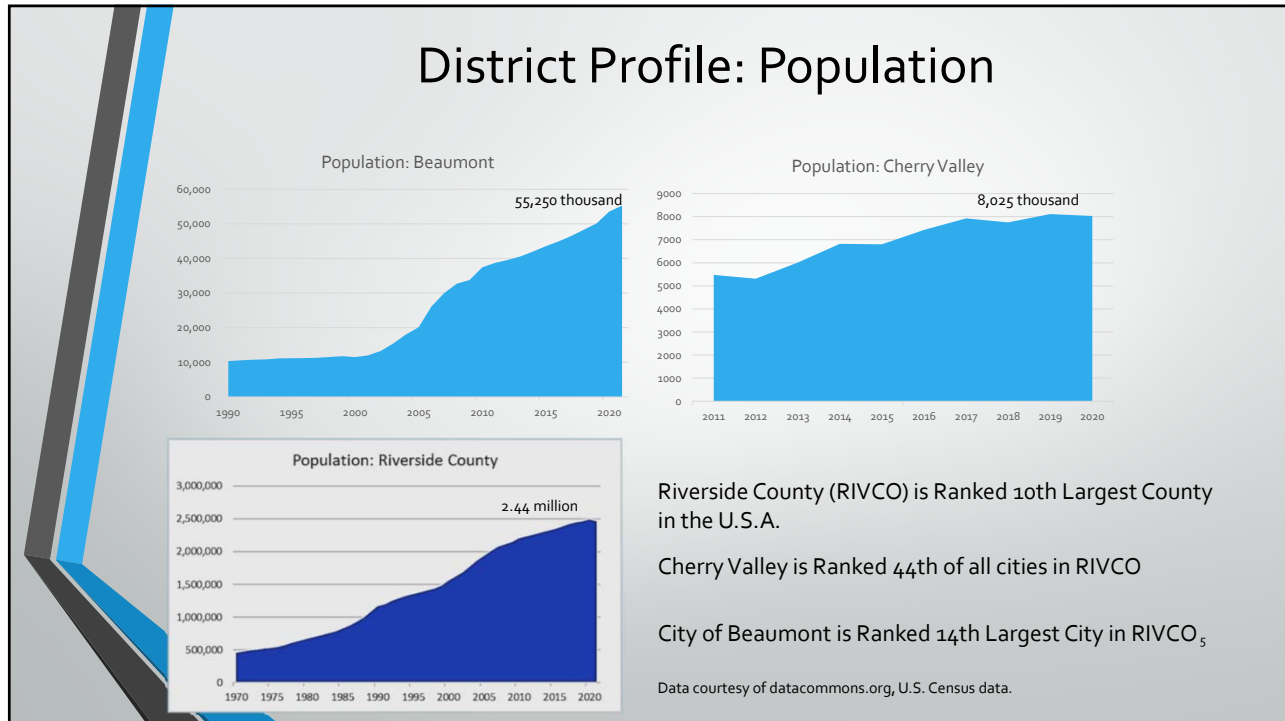 District Profile: Population
Population: Beaumont
60,000
50,000
40,000
30,000
20,000
10,000
0
55,250 thousand
1990 1995 2000 2005 2010 2015 2020
Population: Cherry Valley
9000
8000
7000
6000
5000
4000
3000
2000
1000
0
8,025 thousand
2011 2012 2013 2014 2015 2016 2017 2018 2019 2020
Population: Riverside County
3,000,000
2,500,000
2,000,000
1,500,000
1,000,000
500,000
0
2.44 million
1970 1975 1980 1985 1990 1995 2000 2005 2010 2015 2020
Riverside County (RIVCO) is Ranked 10th Largest County
in the U.S.A.
Cherry Valley is Ranked 44th of all cities in RIVCO
City of Beaumont is Ranked 14th Largest City in RIVCO 5
Data courtesy of datacommons.org, U.S. Census data.